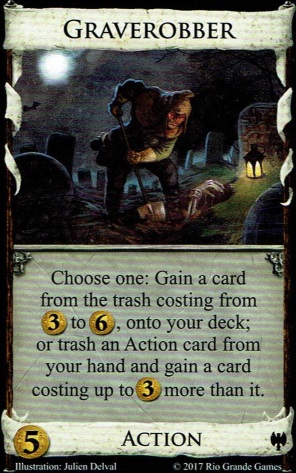 GRAVEROBBER
Choose one: Gain a card
from the trash costing from
3 to 6, onto your deck;
or trash an Action card from
your hand and gain a card
costing up to 3 more than it.
5
ACTION
Illustration: Julien Delval
© 2017 Rio Grande Games